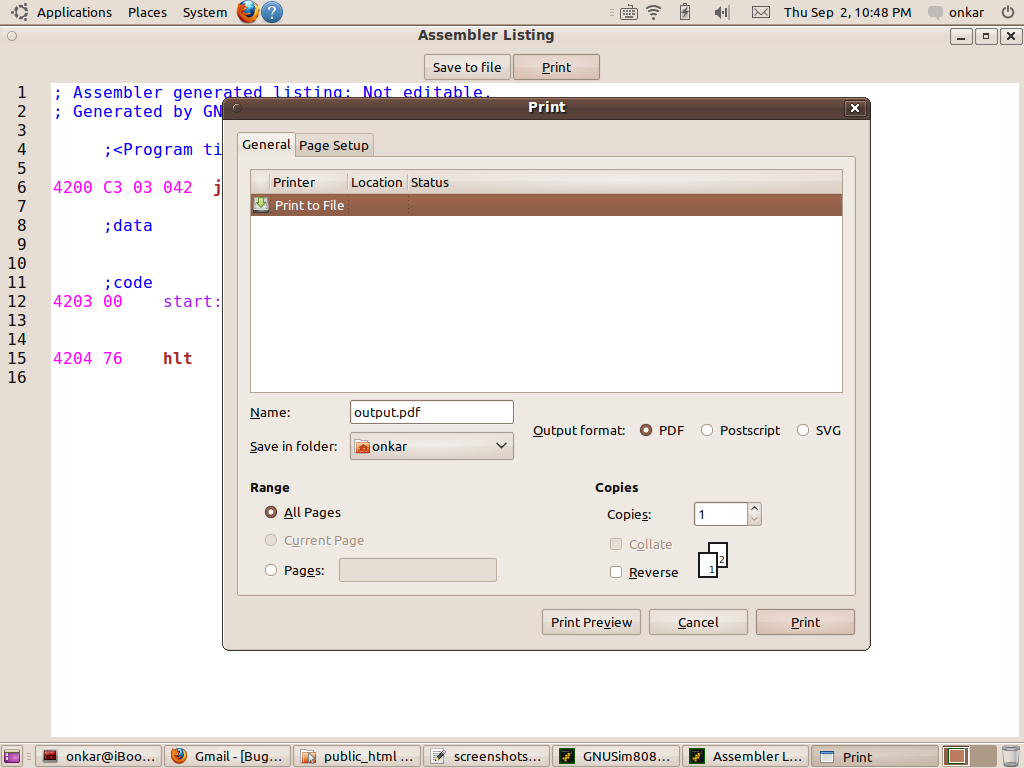 Applications Places System ? Thu Sep 2, 10:48 PM onkar
Assembler Listing
Save to file Print
1 ; Assembler generated listing; Not editable.
2 ; Generated by GN
3
4 ;<Program ti
5
6 4200 C3 03 042 j
7
8 ;data
9
10
11 ;code
12 4203 00 start:
13
14
15 4204 76 hlt
16
Print
General Page Setup
Printer Location Status
Print to File
Name: output.pdf
Output format: PDF Postscript SVG
Save in folder: onkar
Range Copies
All Pages Copies: 1
Current Page Collate
Pages: Reverse
1 2
Print Preview Cancel Print
onkar@iBoo... Gmail - [Bug... public_html ... screenshots... GNUSim808... Assembler L... Print